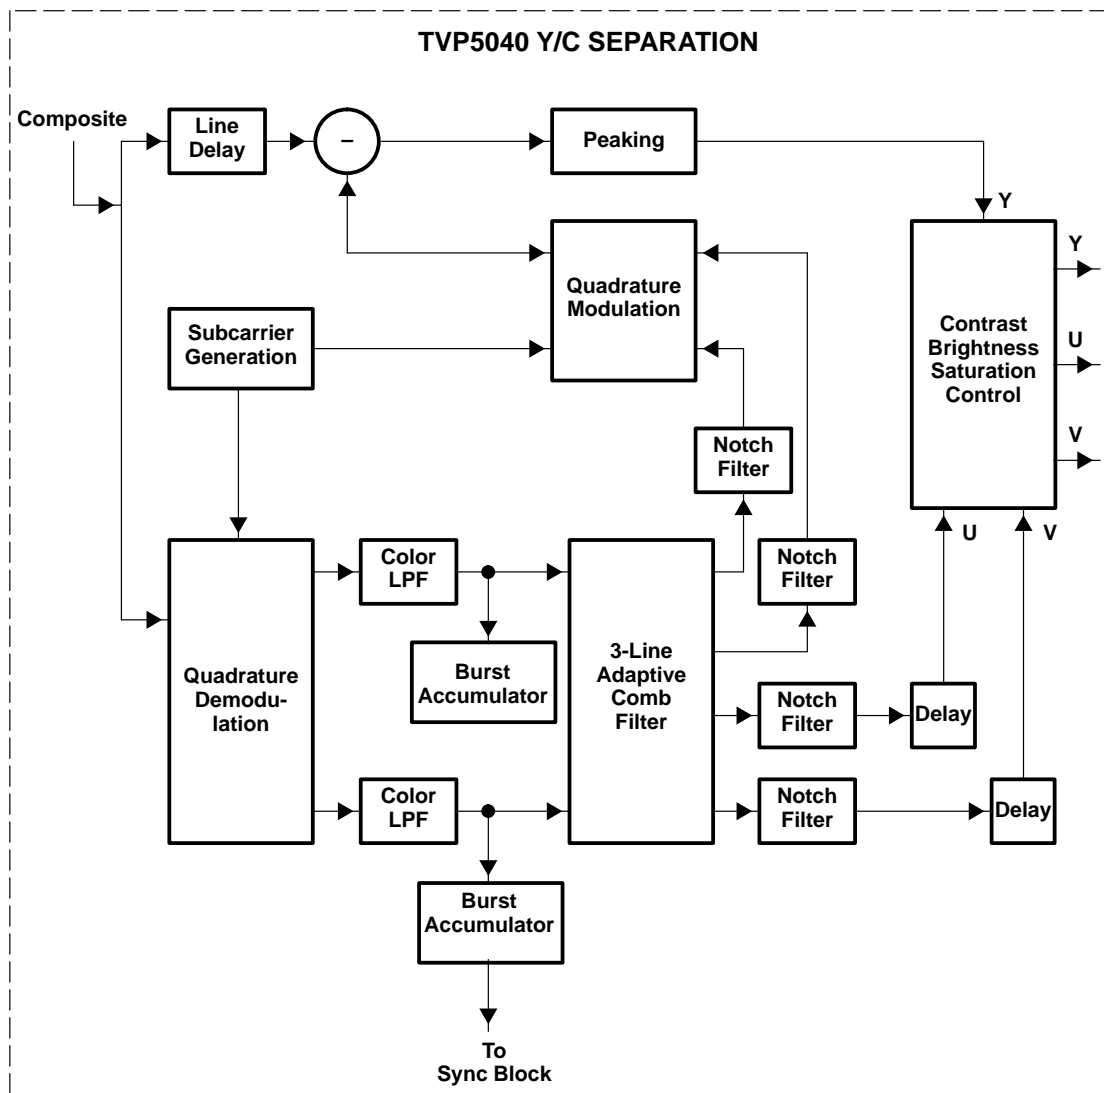 TVP5040 Y/C SEPARATION
Composite
Line
Delay
–
Peaking
Y
Quadrature
Modulation
Subcarrier
Generation
Contrast
Brightness
Saturation
Control
Y
U
V
Notch
Filter
U
V
Quadrature
Demodu-
lation
Color
LPF
Burst
Accumulator
3-Line
Adaptive
Comb
Filter
Notch
Filter
Notch
Filter
Delay
Color
LPF
Notch
Filter
Delay
Burst
Accumulator
To
Sync Block